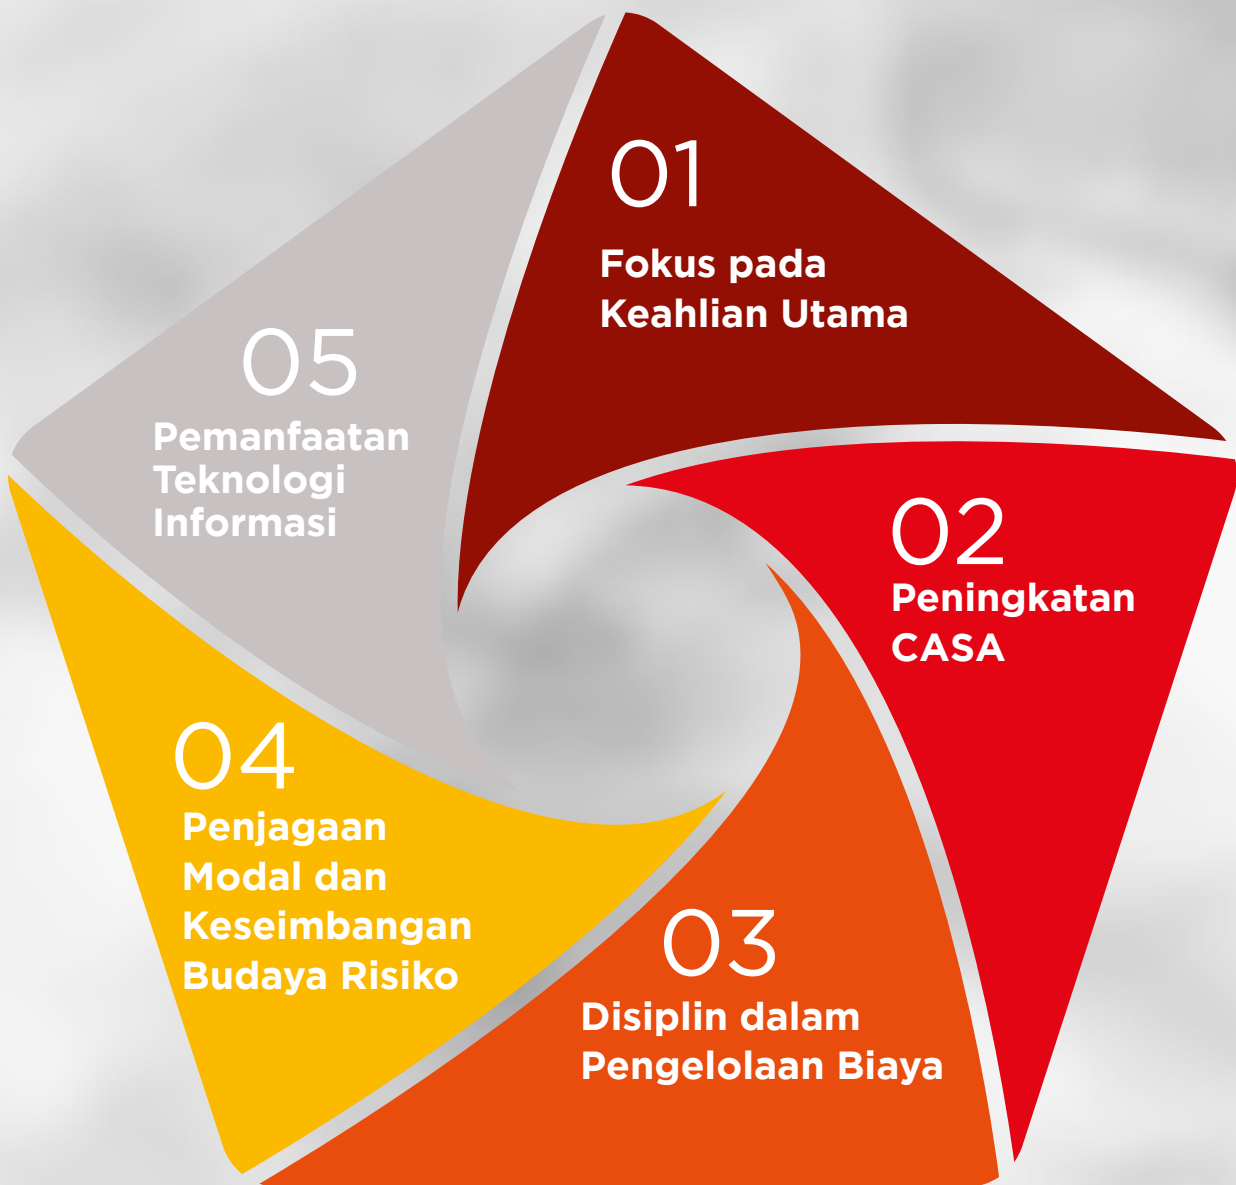 01
Fokus pada
Keahlian Utama
02
Peningkatan
CASA
03
Disiplin dalam
Pengelolaan Biaya
04
Penjagaan
Modal dan
Keseimbangan
Budaya Risiko
05
Pemanfaatan
Teknologi
Informasi